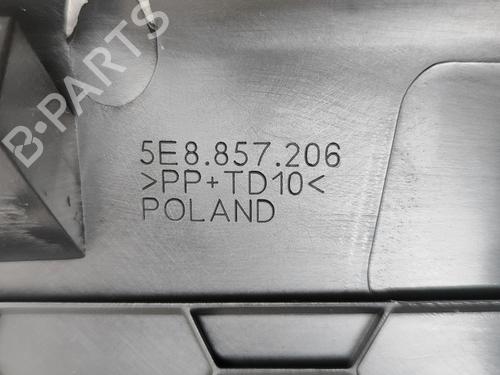 B-PARTS
5E8.857.206
>PP+TD10<
POLAND